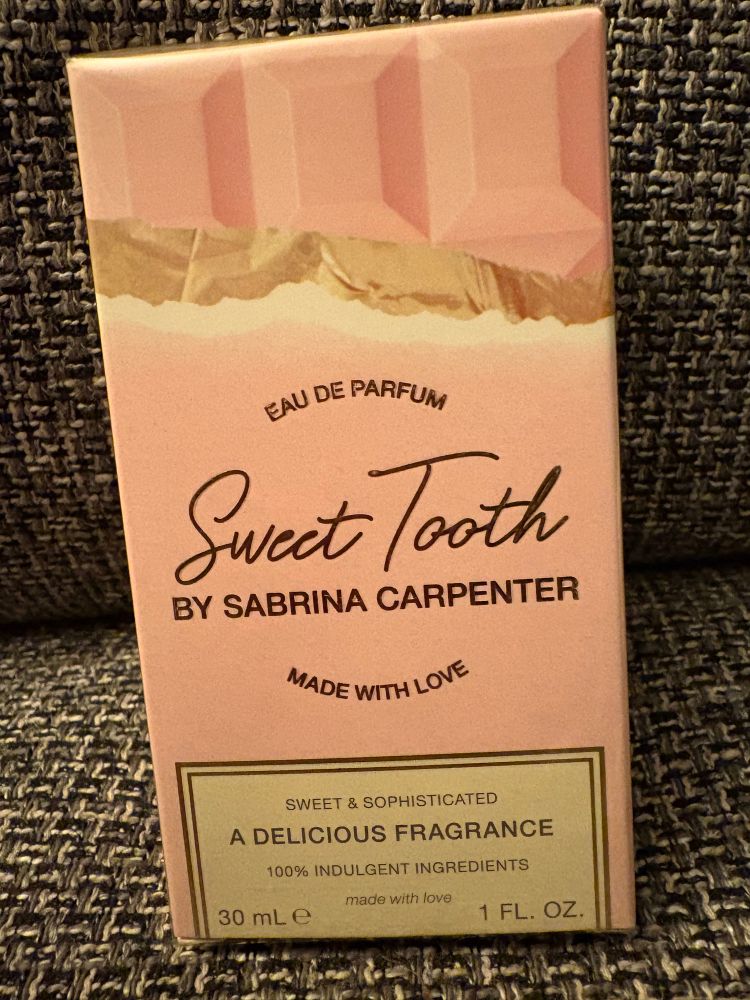 EAU DE PARFUM
Sweet Tooth
BY SABRINA CARPENTER
MADE WITH LOVE
SWEET & SOPHISTICATED
A DELICIOUS FRAGRANCE
100% INDULGENT INGREDIENTS
made with love
30 mL ℮ 1 FL. OZ.